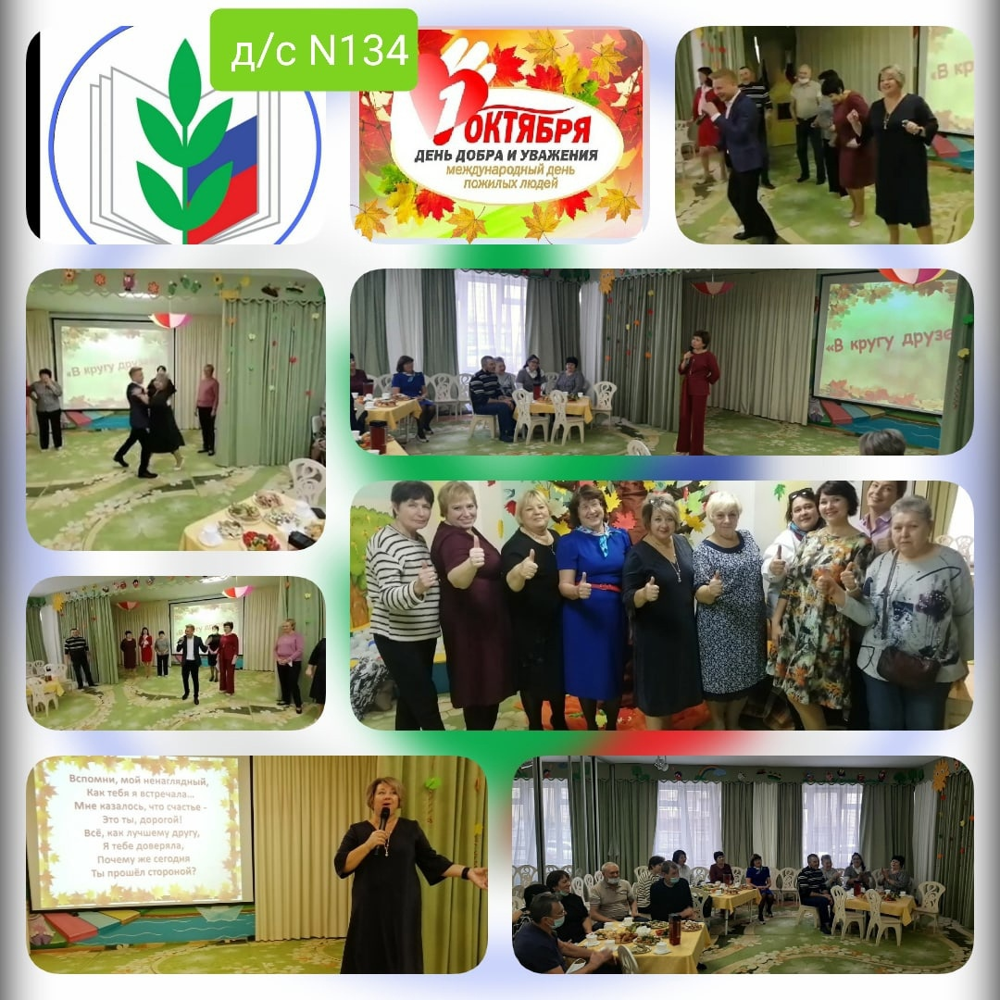 д/с N134
1 ОКТЯБРЯ
ДЕНЬ ДОБРА И УВАЖЕНИЯ
международный день
пожилых людей
«В кр
«В кругу дру
«В кругу друзе
Вспомни, мой ненаглядный,
Как тебя я встречала...
Мне казалось, что счастье -
Это ты, дорогой!
Всё, как лучшему другу,
Я тебе доверяла,
Почему же сегодня
Ты прошёл стороной?